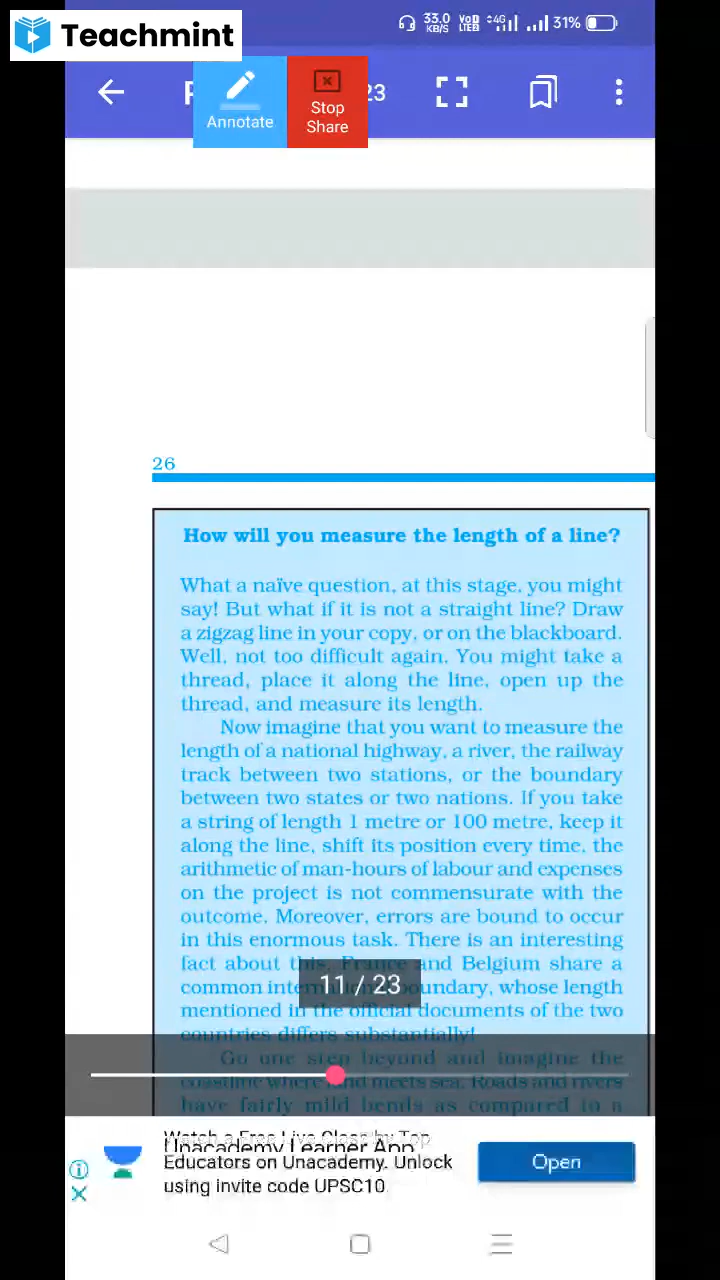 Teachmint
33.0 KB/S
VoD LTEB
4G
31%
Annotate
Stop Share
23
26
How will you measure the length of a line?
What a naïve question, at this stage, you might
say! But what if it is not a straight line? Draw
a zigzag line in your copy, or on the blackboard.
Well, not too difficult again. You might take a
thread, place it along the line, open up the
thread, and measure its length.
Now imagine that you want to measure the
length of a national highway, a river, the railway
track between two stations, or the boundary
between two states or two nations. If you take
a string of length 1 metre or 100 metre, keep it
along the line, shift its position every time, the
arithmetic of man-hours of labour and expenses
on the project is not commensurate with the
outcome. Moreover, errors are bound to occur
in this enormous task. There is an interesting
fact about this. France and Belgium share a
common international boundary, whose length
mentioned in the official documents of the two
countries differs substantially!
Go one step beyond and imagine the
coastline where land meets sea. Roads and rivers
have fairly mild bends as compared to a
11 / 23
Watch a Free Live Class by Top
Unacademy Learner App
Educators on Unacademy. Unlock
using invite code UPSC10.
Open